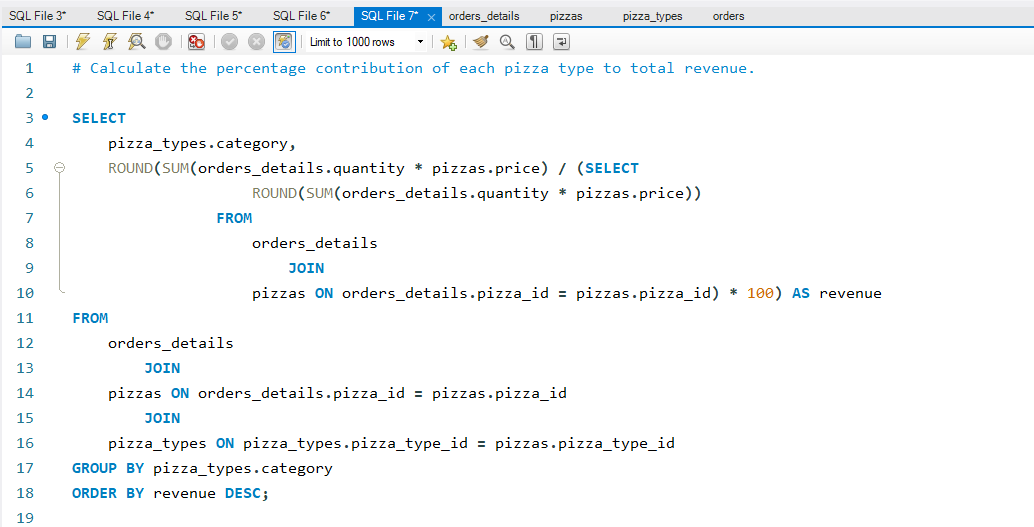 SQL File 3* SQL File 4* SQL File 5* SQL File 6* SQL File 7* × orders_details pizzas pizza_types orders
Limit to 1000 rows
1 # Calculate the percentage contribution of each pizza type to total revenue.
2
3 SELECT
4 pizza_types.category,
5 ROUND(SUM(orders_details.quantity * pizzas.price) / (SELECT
6 ROUND(SUM(orders_details.quantity * pizzas.price))
7 FROM
8 orders_details
9 JOIN
10 pizzas ON orders_details.pizza_id = pizzas.pizza_id) * 100) AS revenue
11 FROM
12 orders_details
13 JOIN
14 pizzas ON orders_details.pizza_id = pizzas.pizza_id
15 JOIN
16 pizza_types ON pizza_types.pizza_type_id = pizzas.pizza_type_id
17 GROUP BY pizza_types.category
18 ORDER BY revenue DESC;
19